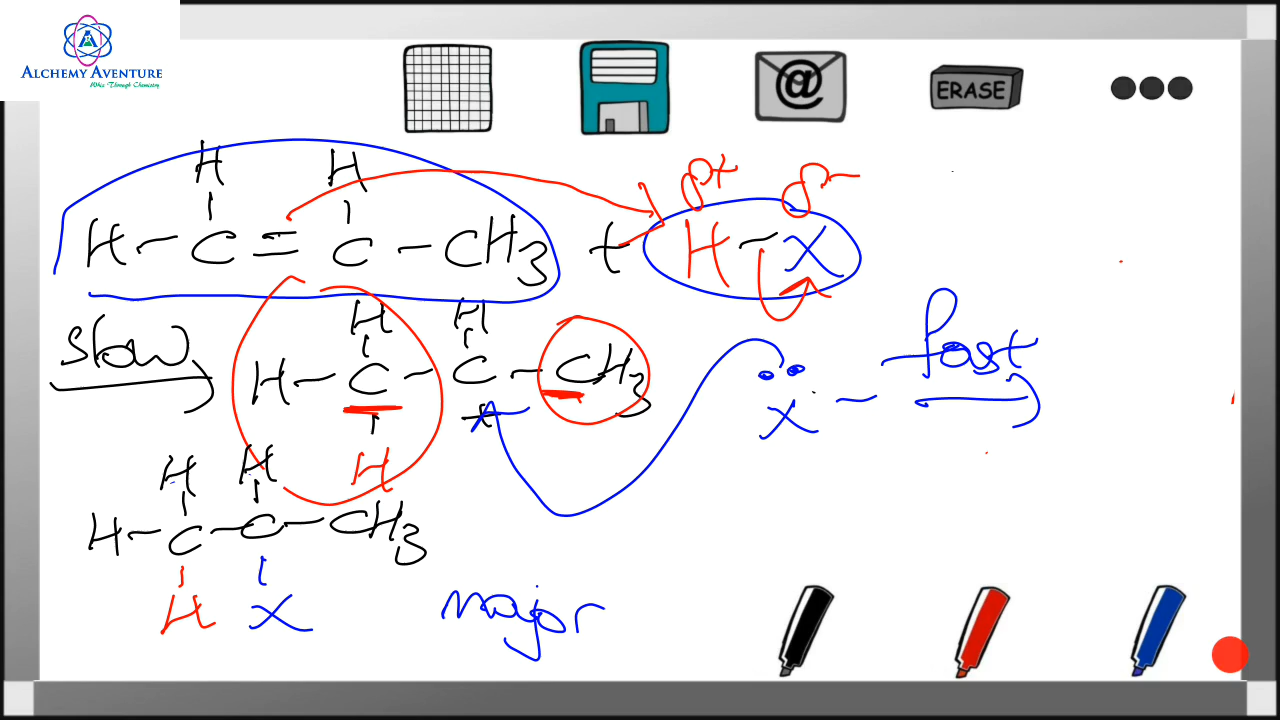 ALCHEMY AVENTURE
@
ERASE
H H δ+ δ−
H − C = C − CH3 + H − X
H H
slow H − C − C − CH3 X − fast
+
H H H
H − C − C − CH3
H X major